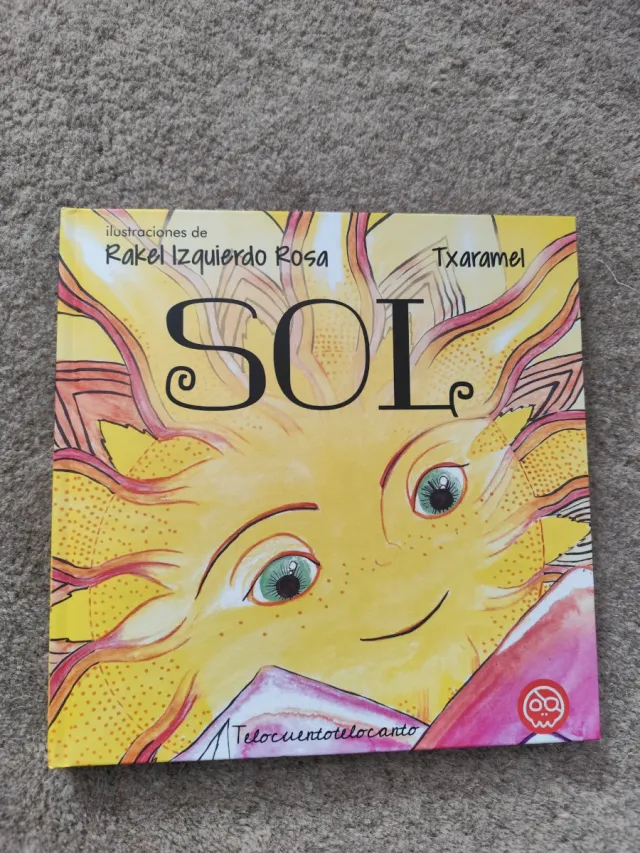 ilustraciones de
Rakel Izquierdo Rosa
Txaramel
SOL
Telocuentotelocanto